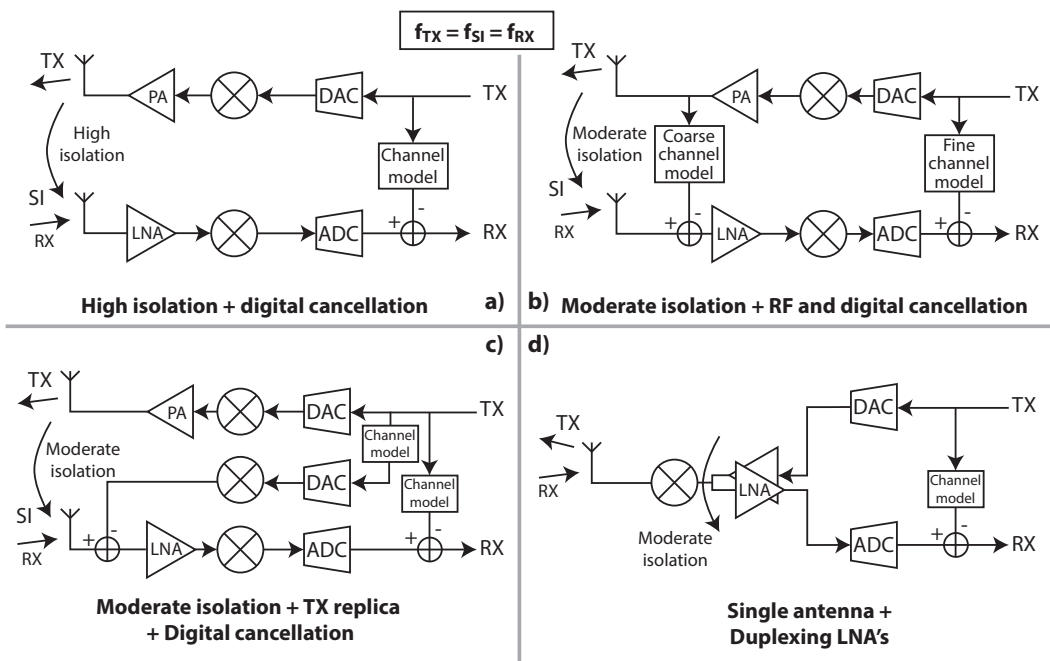 f_TX = f_SI = f_RX
TX
PA
DAC
TX
High
isolation
Channel
model
SI
RX
LNA
ADC
+
-
RX
High isolation + digital cancellation
a)
TX
PA
DAC
TX
Moderate
isolation
Coarse
channel
model
Fine
channel
model
SI
RX
+
-
LNA
ADC
+
-
RX
b)
Moderate isolation + RF and digital cancellation
c)
TX
PA
DAC
TX
Channel
model
Moderate
isolation
DAC
Channel
model
SI
RX
+
-
LNA
ADC
+
-
RX
Moderate isolation + TX replica
+ Digital cancellation
d)
DAC
TX
TX
RX
LNA
Channel
model
Moderate
isolation
ADC
+
-
RX
Single antenna +
Duplexing LNA's